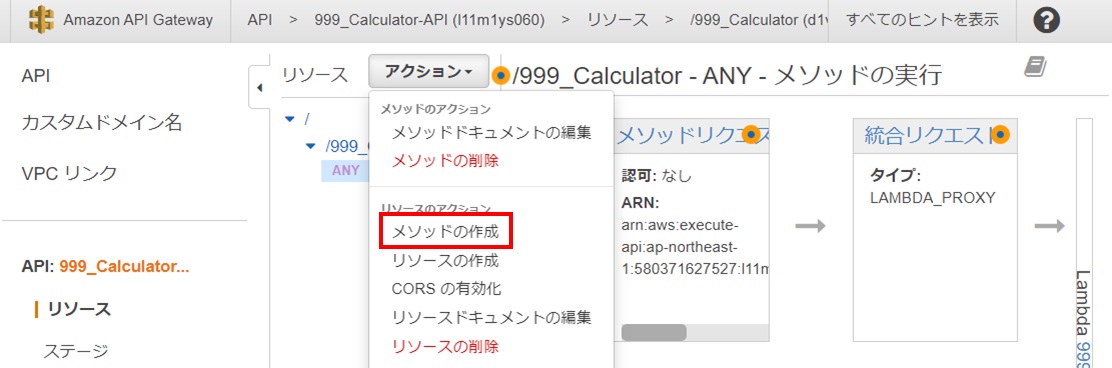 Amazon API Gateway
API > 999_Calculator-API (l11m1ys060) > リソース > /999_Calculator (d1v
すべてのヒントを表示
?
API
カスタムドメイン名
VPC リンク
API: 999_Calculator...
リソース
ステージ
リソース
アクション
/999_Calculator - ANY - メソッドの実行
/
/999_C
ANY
メソッドのアクション
メソッドドキュメントの編集
メソッドの削除
リソースのアクション
メソッドの作成
リソースの作成
CORS の有効化
リソースドキュメントの編集
リソースの削除
メソッドリクエス
認可: なし
ARN:
arn:aws:execute-
api:ap-northeast-
1:580371627527:l11m
統合リクエスト
タイプ:
LAMBDA_PROXY
Lambda 999